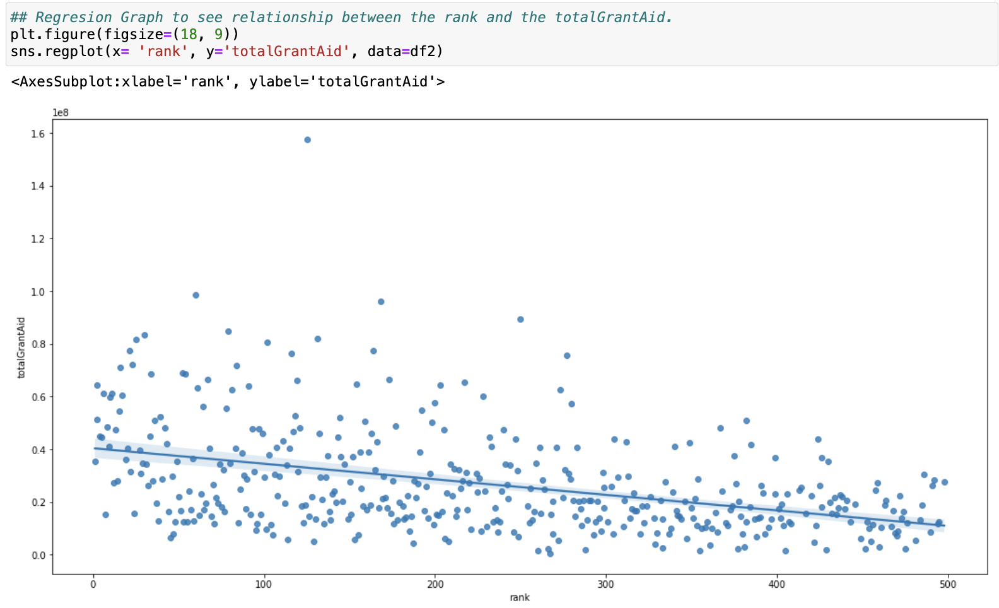 ## Regresion Graph to see relationship between the rank and the totalGrantAid.
plt.figure(figsize=(18, 9))
sns.regplot(x= 'rank', y='totalGrantAid', data=df2)
<AxesSubplot:xlabel='rank', ylabel='totalGrantAid'>
1e8
1.6
1.4
1.2
1.0
0.8
0.6
0.4
0.2
0.0
totalGrantAid
0 100 200 300 400 500
rank